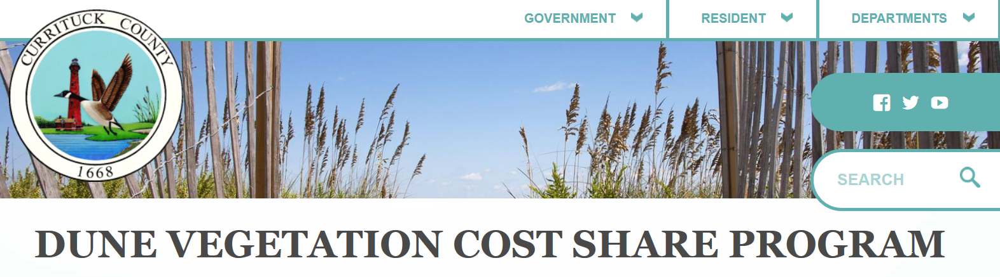 GOVERNMENT
RESIDENT
DEPARTMENTS
CURRITUCK COUNTY
1668
SEARCH
DUNE VEGETATION COST SHARE PROGRAM